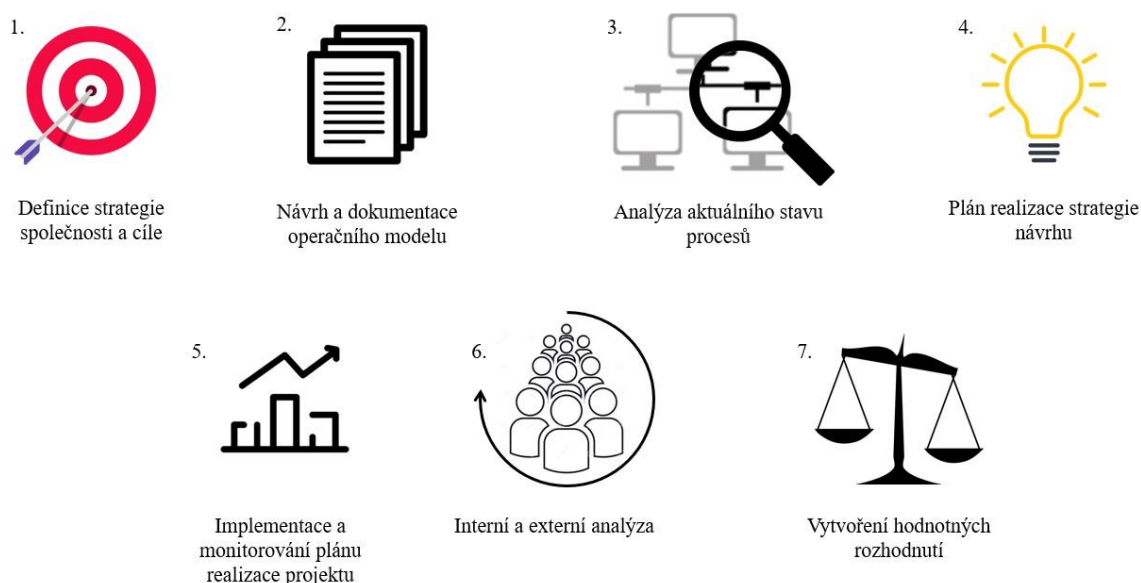 1.
Definice strategie
společnosti a cíle
2.
Návrh a dokumentace
operačního modelu
3.
Analýza aktuálního stavu
procesů
4.
Plán realizace strategie
návrhu
5.
Implementace a
monitorování plánu
realizace projektu
6.
Interní a externí analýza
7.
Vytvoření hodnotných
rozhodnutí